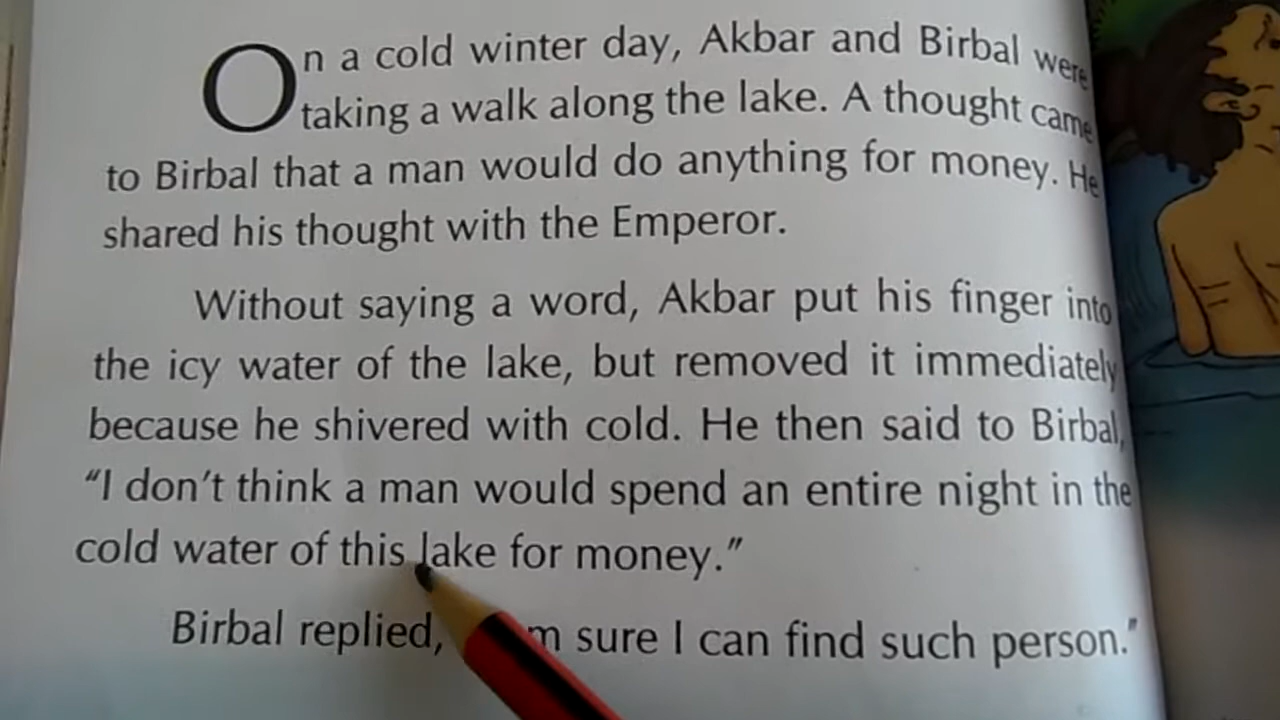 On a cold winter day, Akbar and Birbal were
taking a walk along the lake. A thought came
to Birbal that a man would do anything for money. He
shared his thought with the Emperor.
Without saying a word, Akbar put his finger into
the icy water of the lake, but removed it immediately
because he shivered with cold. He then said to Birbal,
“I don't think a man would spend an entire night in the
cold water of this lake for money.”
Birbal replied, sure I can find such person.”